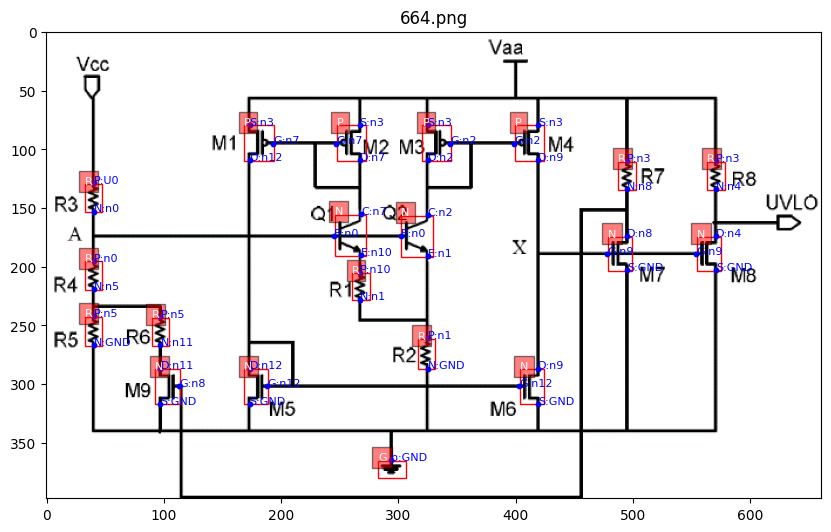 664.png
Vcc
Vaa
M1
M2
M3
M4
P S:n3
P S:n3
P S:n3
P S:n3
G:n7
G:n7
G:n2
G:n2
D:n12
D:n7
D:n2
D:n9
R3
R P:U0
N:n0
R7
R P:n3
N:n8
R8
R P:n3
N:n4
UVLO
A
Q1
N C:n7
B:n0
E:n10
Q2
N C:n2
B:n0
E:n1
X
N D:n8
G:n9
S:GND
M7
N D:n4
G:n9
S:GND
M8
R4
R P:n0
N:n5
R1
R P:n10
N:n1
R5
R P:n5
N:GND
R6
R P:n5
N:n11
R2
R P:n1
N:GND
M9
N D:n11
G:n8
S:GND
M5
N D:n12
G:n12
S:GND
M6
N D:n9
G:n12
S:GND
G p:GND
0
50
100
150
200
250
300
350
0 100 200 300 400 500 600